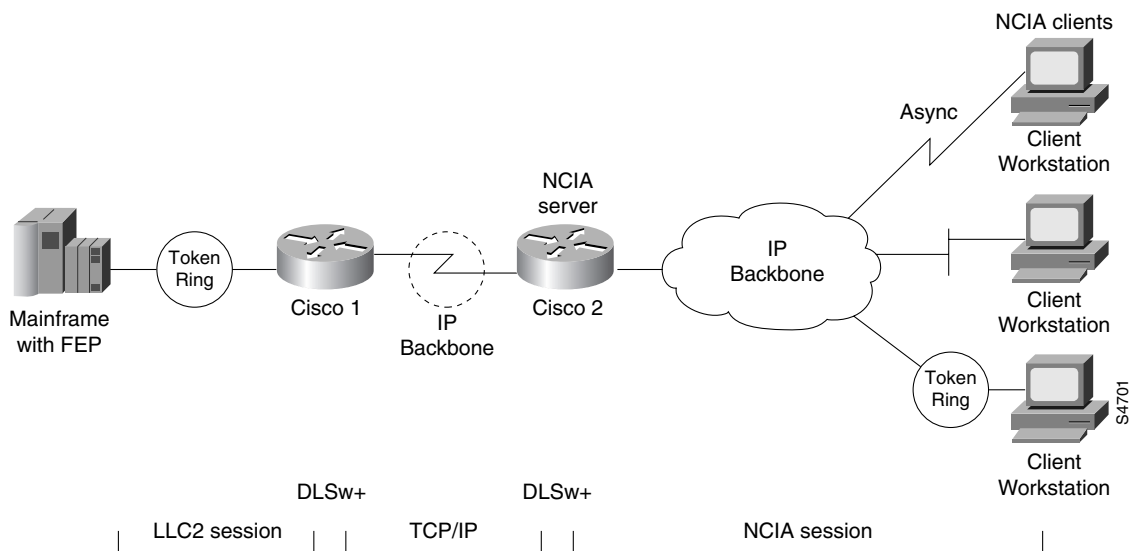 NCIA clients
Async
Client
Workstation
NCIA
server
Token
Ring
IP
Backbone
Mainframe
with FEP
Cisco 1
IP
Backbone
Cisco 2
Client
Workstation
Token
Ring
S4701
Client
Workstation
DLSw+
DLSw+
LLC2 session
TCP/IP
NCIA session